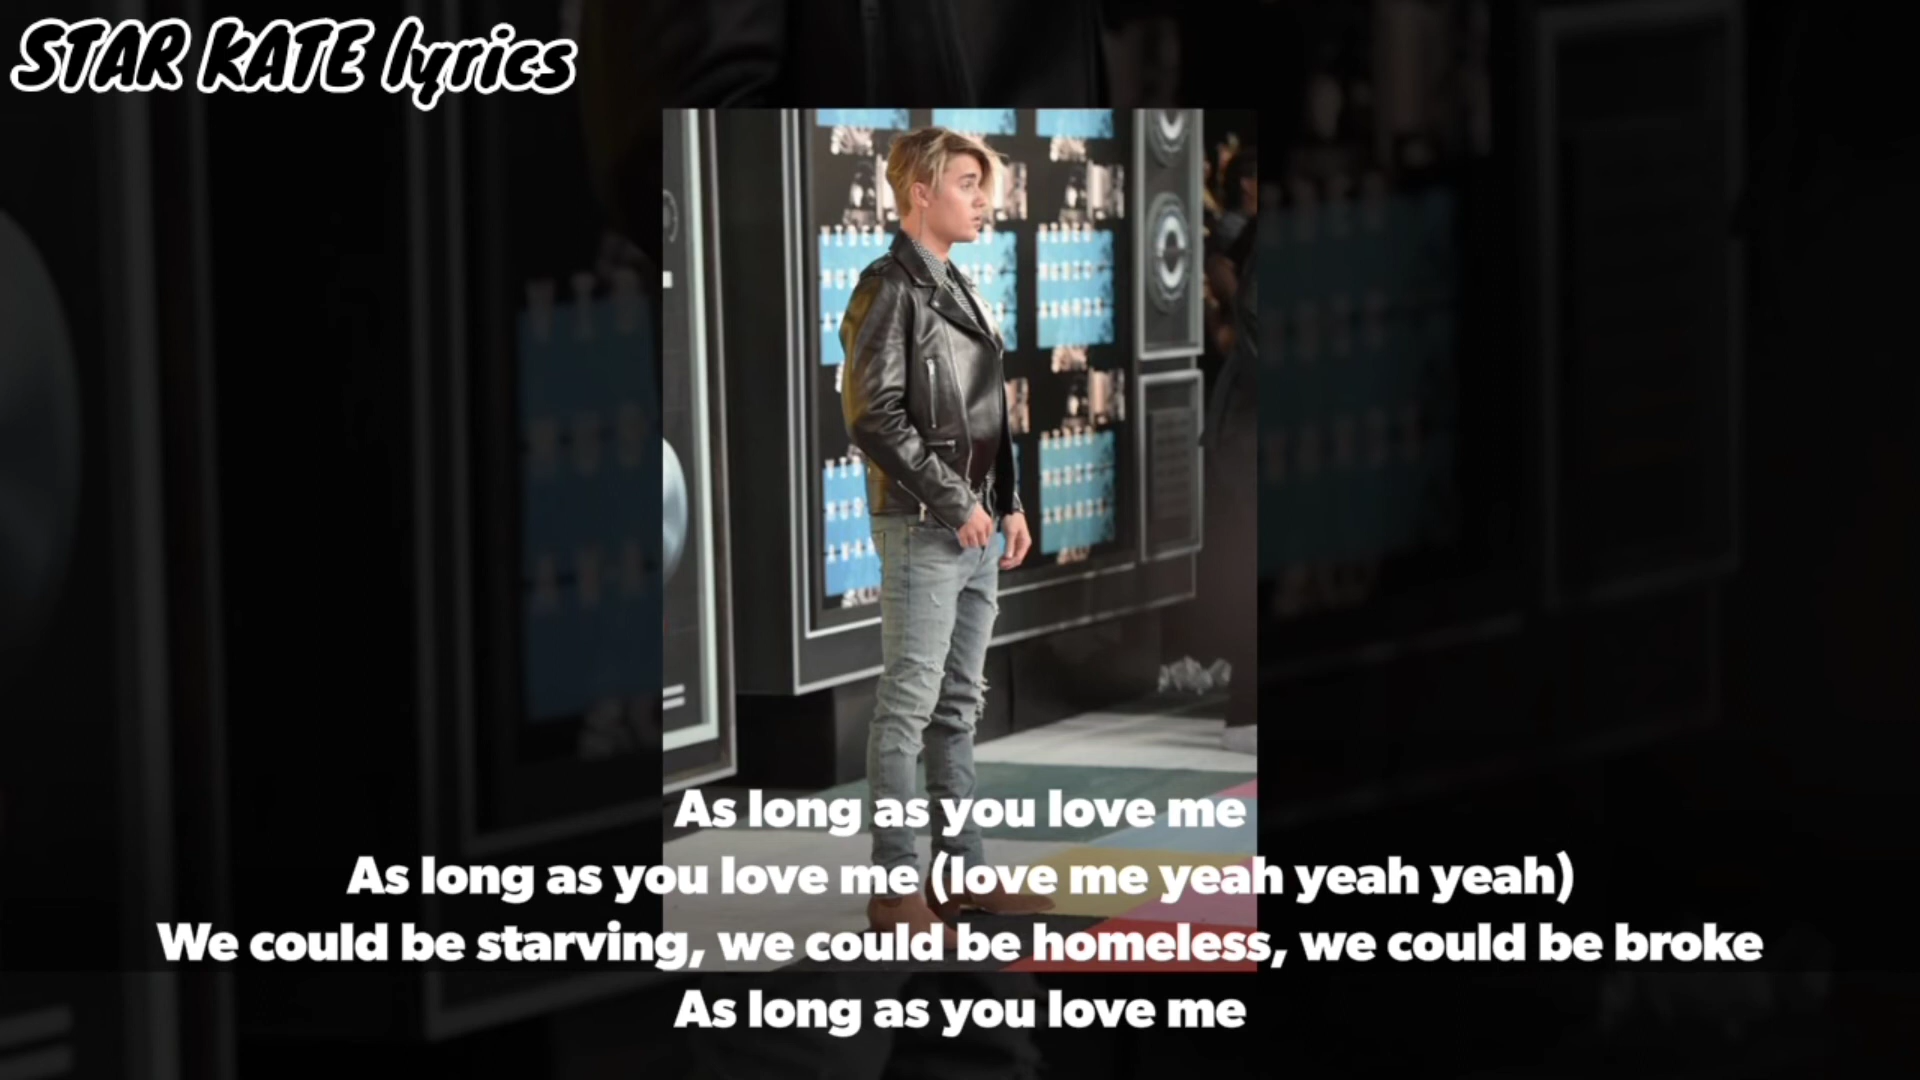 STAR KATE lyrics
As long as you love me
As long as you love me (love me yeah yeah yeah)
We could be starving, we could be homeless, we could be broke
As long as you love me